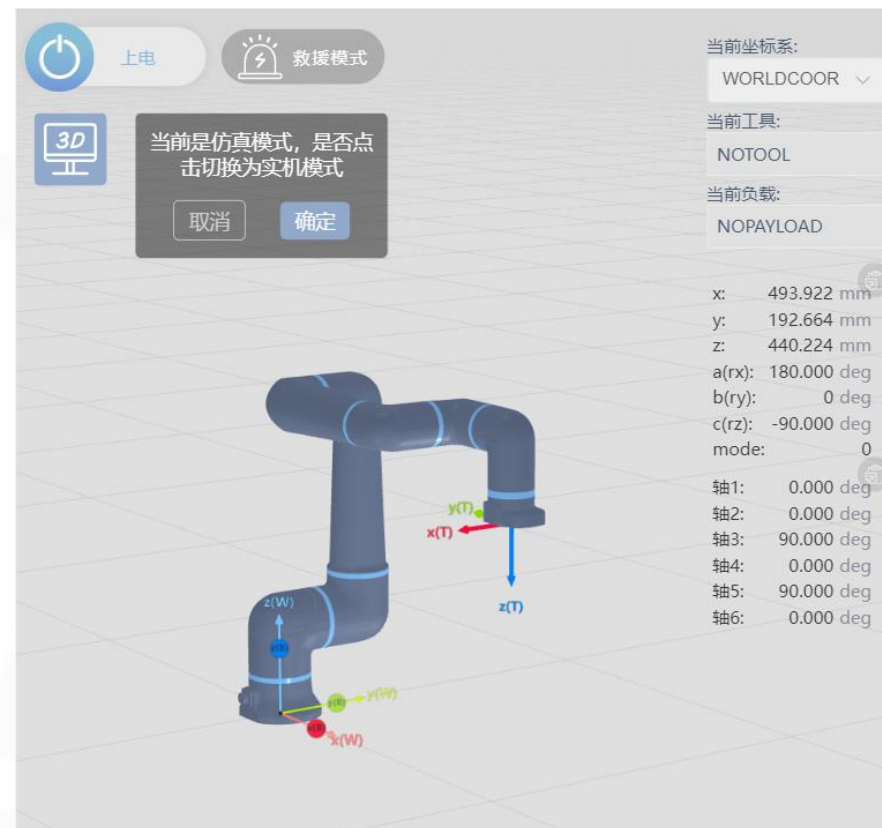 上电
救援模式
3D
当前是仿真模式，是否点
击切换为实机模式
取消
确定
当前坐标系:
WORLDCOOR
当前工具:
NOTOOL
当前负载:
NOPAYLOAD
x: 493.922 mm
y: 192.664 mm
z: 440.224 mm
a(rx): 180.000 deg
b(ry): 0 deg
c(rz): -90.000 deg
mode: 0
轴1: 0.000 deg
轴2: 0.000 deg
轴3: 90.000 deg
轴4: 0.000 deg
轴5: 90.000 deg
轴6: 0.000 deg
y(T)
x(T)
z(T)
z(W)
z(B)
y(B)
y(W)
x(B)
x(W)